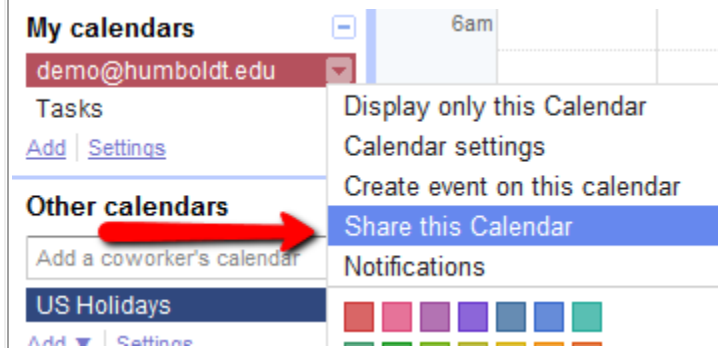 My calendars
demo@humboldt.edu
Tasks
Add Settings
Other calendars
Add a coworker's calendar
US Holidays
Add ▼ Settings
6am
Display only this Calendar
Calendar settings
Create event on this calendar
Share this Calendar
Notifications